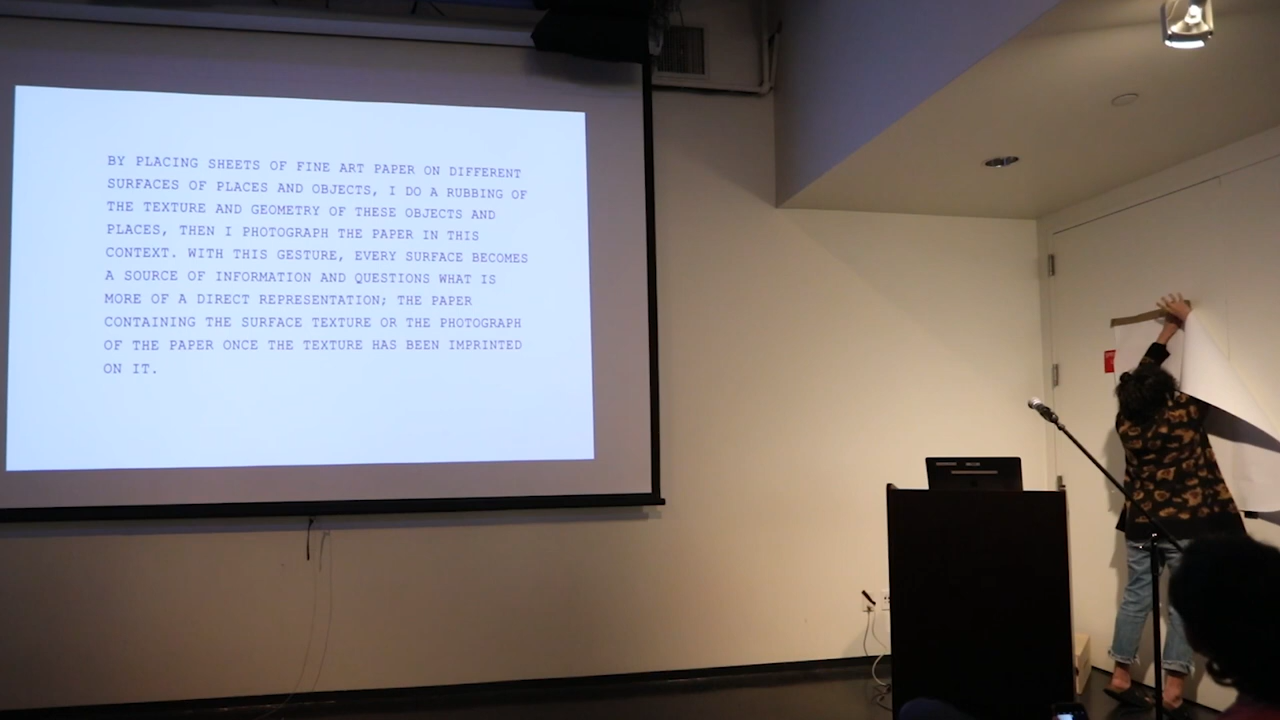 BY PLACING SHEETS OF FINE ART PAPER ON DIFFERENT
SURFACES OF PLACES AND OBJECTS, I DO A RUBBING OF
THE TEXTURE AND GEOMETRY OF THESE OBJECTS AND
PLACES, THEN I PHOTOGRAPH THE PAPER IN THIS
CONTEXT. WITH THIS GESTURE, EVERY SURFACE BECOMES
A SOURCE OF INFORMATION AND QUESTIONS WHAT IS
MORE OF A DIRECT REPRESENTATION; THE PAPER
CONTAINING THE SURFACE TEXTURE OR THE PHOTOGRAPH
OF THE PAPER ONCE THE TEXTURE HAS BEEN IMPRINTED
ON IT.